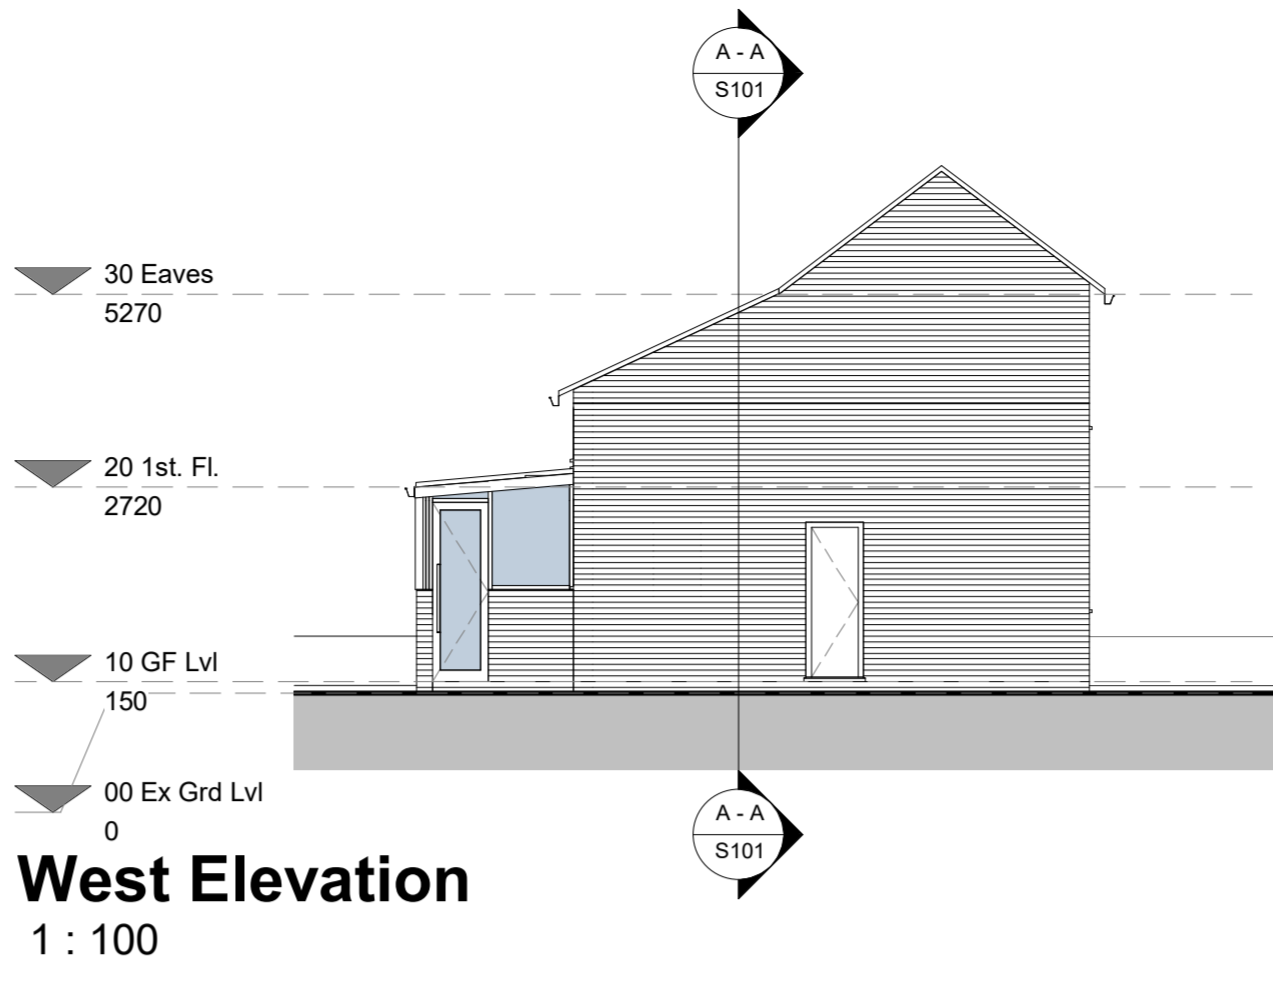 A - A
S101
30 Eaves
5270
20 1st. Fl.
2720
10 GF Lvl
150
00 Ex Grd Lvl
0
A - A
S101
West Elevation
1 : 100